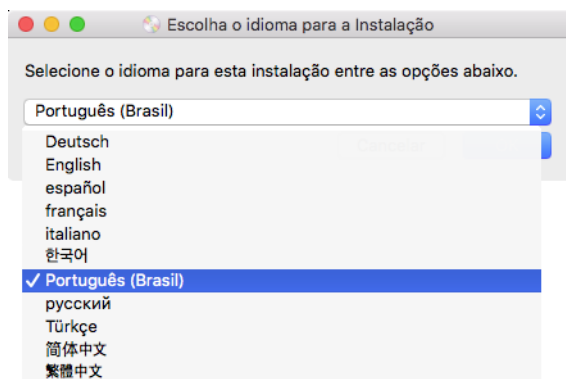 Escolha o idioma para a Instalação
Selecione o idioma para esta instalação entre as opções abaixo.
Português (Brasil)
Cancelar
Deutsch
English
español
français
italiano
한국어
✓ Português (Brasil)
русский
Türkçe
简体中文
繁體中文